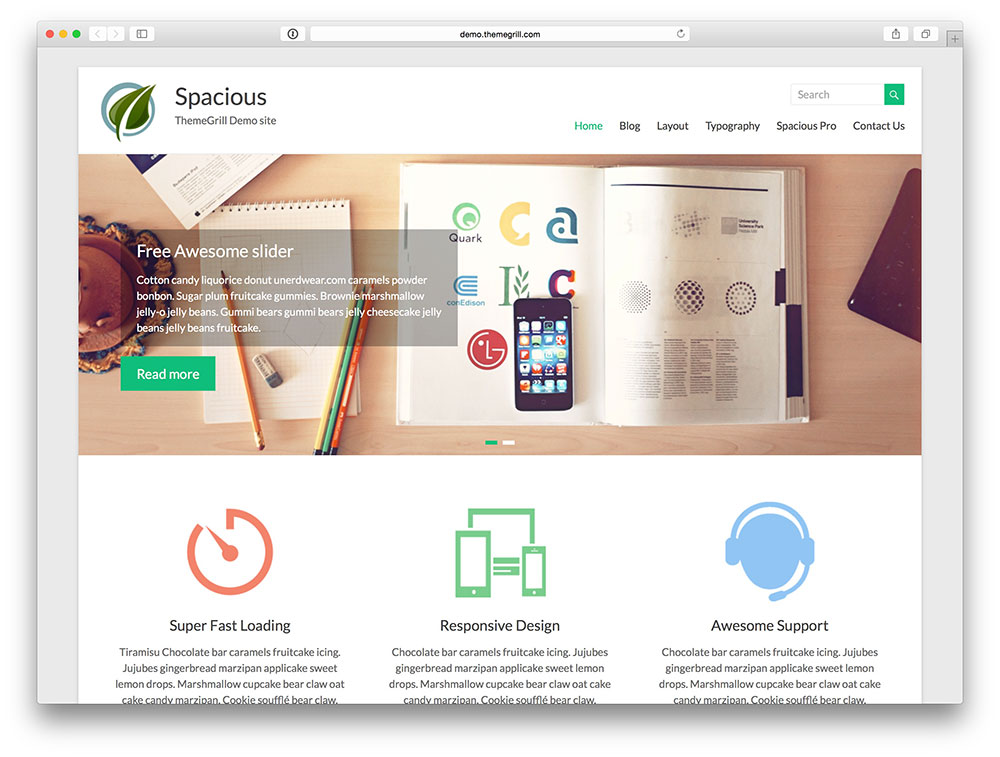 demo.themegrill.com
Spacious
ThemeGrill Demo site
Search
Home Blog Layout Typography Spacious Pro Contact Us
Quark
conEdison
LG
University
Science Park
Free Awesome slider
Cotton candy liquorice donut unerdwear.com caramels powder
bonbon. Sugar plum fruitcake gummies. Brownie marshmallow
jelly-o jelly beans. Gummi bears gummi bears jelly cheesecake jelly
beans jelly beans fruitcake.
Read more
Super Fast Loading
Tiramisu Chocolate bar caramels fruitcake icing.
Jujubes gingerbread marzipan applicake sweet
lemon drops. Marshmallow cupcake bear claw oat
cake candy marzipan. Cookie soufflé bear claw.
Responsive Design
Chocolate bar caramels fruitcake icing. Jujubes
gingerbread marzipan applicake sweet lemon
drops. Marshmallow cupcake bear claw oat cake
candy marzipan. Cookie soufflé bear claw.
Awesome Support
Chocolate bar caramels fruitcake icing. Jujubes
gingerbread marzipan applicake sweet lemon
drops. Marshmallow cupcake bear claw oat cake
candy marzipan. Cookie soufflé bear claw.